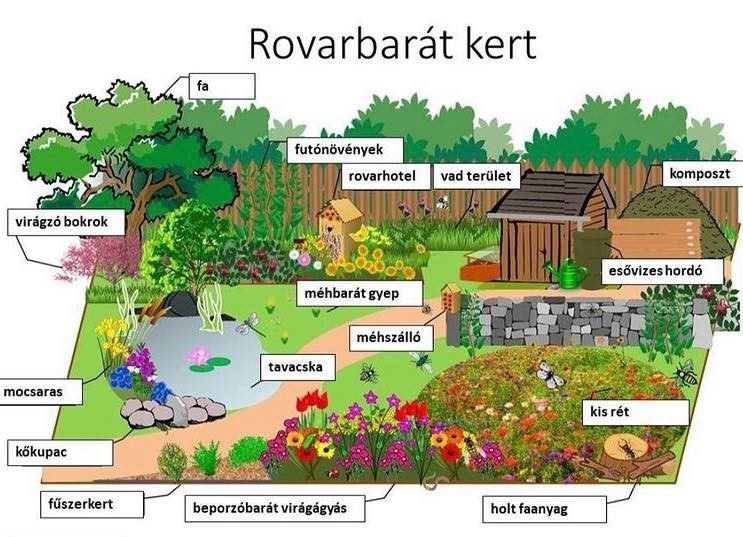 Rovarbarát kert
fa
futónövények
rovarhotel
vad terület
komposzt
virágzó bokrok
esővizes hordó
méhbarát gyep
méhszálló
tavacska
mocsaras
kis rét
kőkupac
fűszerkert
beporzóbarát virágágyás
holt faanyag